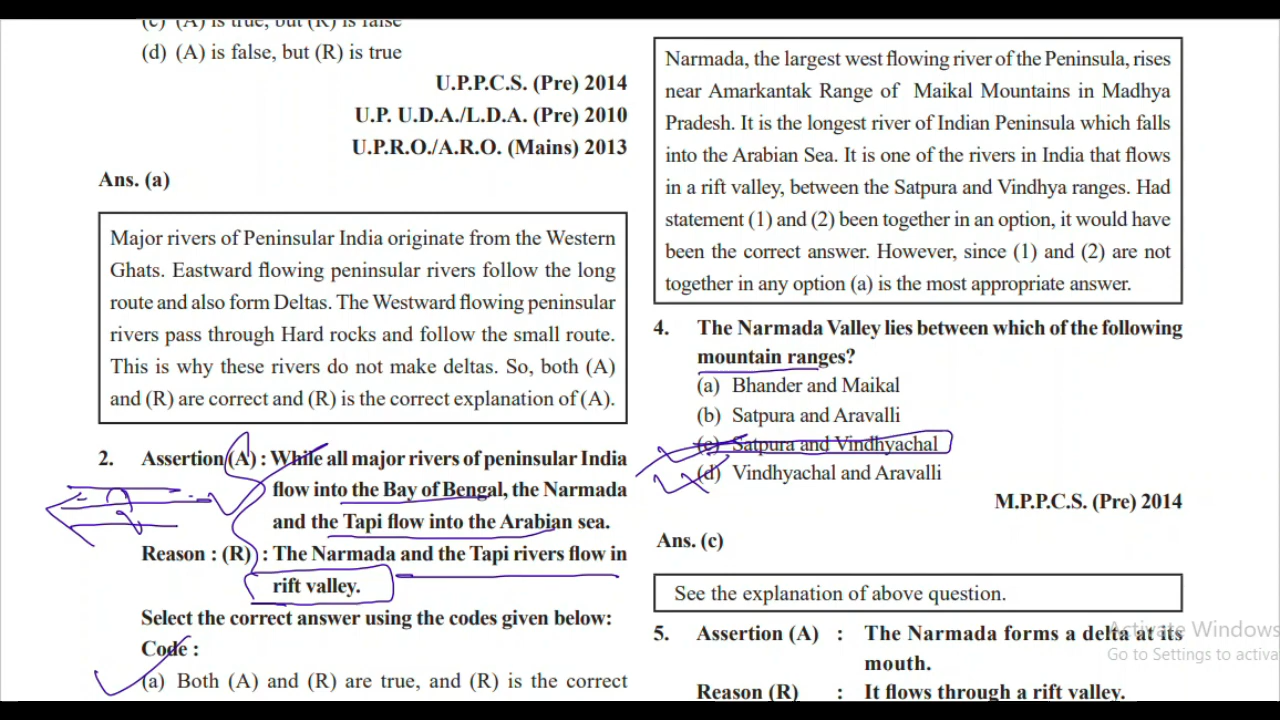 (c) (A) is true, but (R) is false
(d) (A) is false, but (R) is true
U.P.P.C.S. (Pre) 2014
U.P. U.D.A./L.D.A. (Pre) 2010
U.P.R.O./A.R.O. (Mains) 2013
Ans. (a)
Major rivers of Peninsular India originate from the Western
Ghats. Eastward flowing peninsular rivers follow the long
route and also form Deltas. The Westward flowing peninsular
rivers pass through Hard rocks and follow the small route.
This is why these rivers do not make deltas. So, both (A)
and (R) are correct and (R) is the correct explanation of (A).
2. Assertion (A) : While all major rivers of peninsular India
flow into the Bay of Bengal, the Narmada
and the Tapi flow into the Arabian sea.
Reason : (R) : The Narmada and the Tapi rivers flow in
rift valley.
Select the correct answer using the codes given below:
Code :
(a) Both (A) and (R) are true, and (R) is the correct
Narmada, the largest west flowing river of the Peninsula, rises
near Amarkantak Range of Maikal Mountains in Madhya
Pradesh. It is the longest river of Indian Peninsula which falls
into the Arabian Sea. It is one of the rivers in India that flows
in a rift valley, between the Satpura and Vindhya ranges. Had
statement (1) and (2) been together in an option, it would have
been the correct answer. However, since (1) and (2) are not
together in any option (a) is the most appropriate answer.
4. The Narmada Valley lies between which of the following
mountain ranges?
(a) Bhander and Maikal
(b) Satpura and Aravalli
(c) Satpura and Vindhyachal
(d) Vindhyachal and Aravalli
M.P.P.C.S. (Pre) 2014
Ans. (c)
See the explanation of above question.
5. Assertion (A) : The Narmada forms a delta at its
mouth.
Reason (R) : It flows through a rift valley.
Activate Windows
Go to Settings to activa